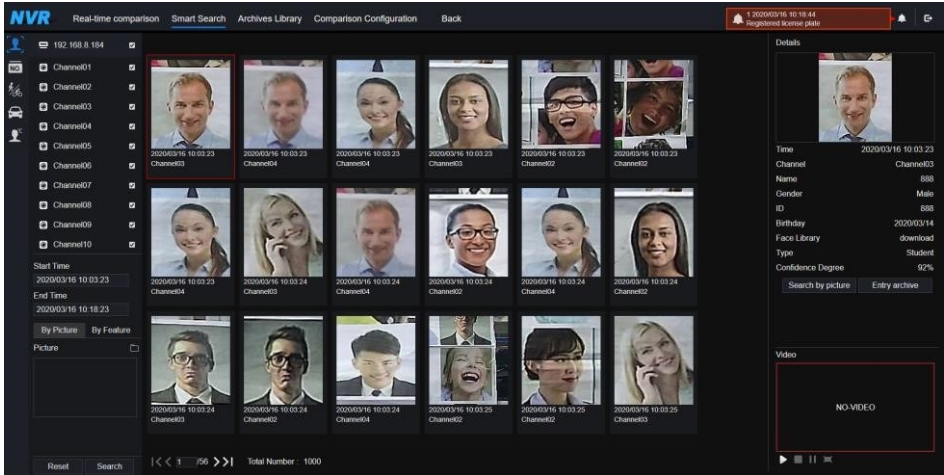 NVR Real-time comparison Smart Search Archives Library Comparison Configuration Back
1 2020/03/16 10:18:44
Registered license plate
192.168.8.184
NO
Channel01
Channel02
Channel03
Channel04
Channel05
Channel06
Channel07
Channel08
Channel09
Channel10
Start Time
2020/03/16 10:03:23
End Time
2020/03/16 10:18:23
By Picture By Feature
Picture
Reset Search
2020/03/16 10:03:23
Channel03
2020/03/16 10:03:23
Channel04
2020/03/16 10:03:23
Channel04
2020/03/16 10:03:23
Channel03
2020/03/16 10:03:23
Channel02
2020/03/16 10:03:23
Channel02
2020/03/16 10:03:23
Channel04
2020/03/16 10:03:24
Channel03
2020/03/16 10:03:24
Channel04
2020/03/16 10:03:24
Channel02
2020/03/16 10:03:24
Channel04
2020/03/16 10:03:24
Channel02
2020/03/16 10:03:24
Channel03
2020/03/16 10:03:24
Channel02
2020/03/16 10:03:24
Channel04
2020/03/16 10:03:25
Channel02
2020/03/16 10:03:25
Channel02
2020/03/16 10:03:25
Channel03
1 /56 Total Number : 1000
Details
Time 2020/03/16 10:03:23
Channel Channel03
Name 888
Gender Male
ID 888
Birthday 2020/03/14
Face Library download
Type Student
Confidence Degree 92%
Search by picture Entry archive
Video
NO-VIDEO